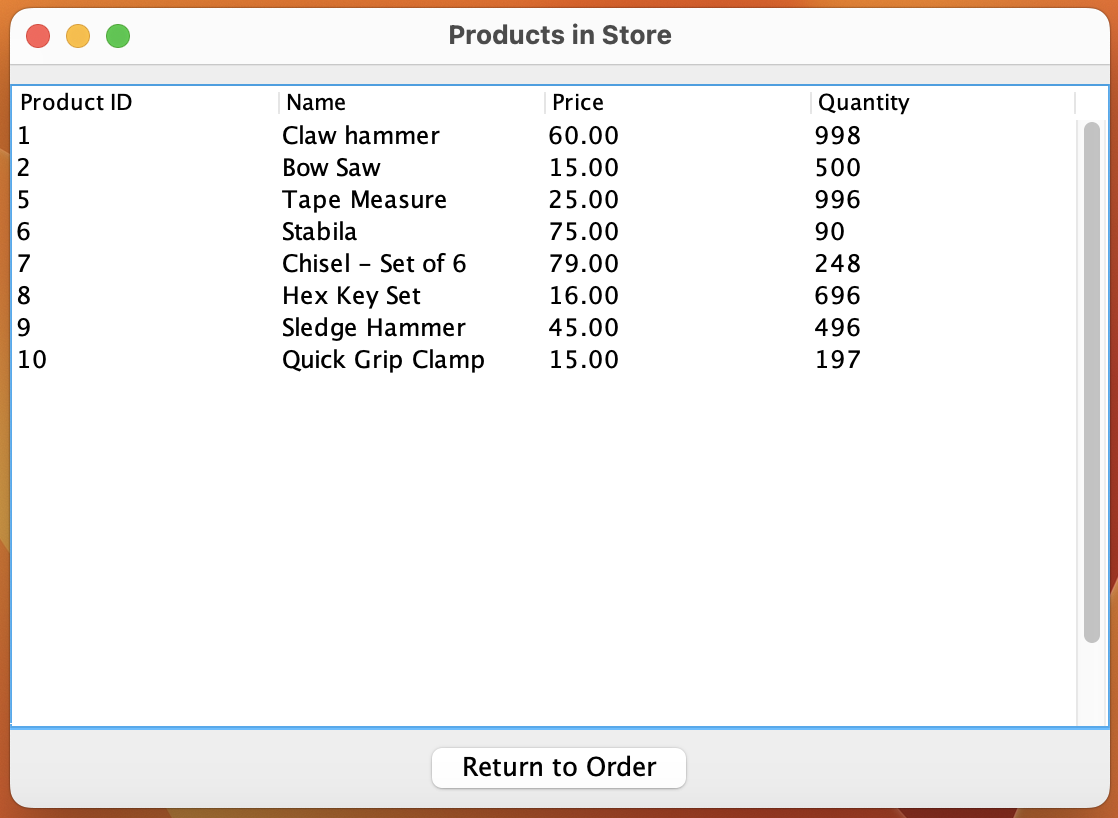 Products in Store
Product ID Name Price Quantity
1 Claw hammer 60.00 998
2 Bow Saw 15.00 500
5 Tape Measure 25.00 996
6 Stabila 75.00 90
7 Chisel – Set of 6 79.00 248
8 Hex Key Set 16.00 696
9 Sledge Hammer 45.00 496
10 Quick Grip Clamp 15.00 197
Return to Order